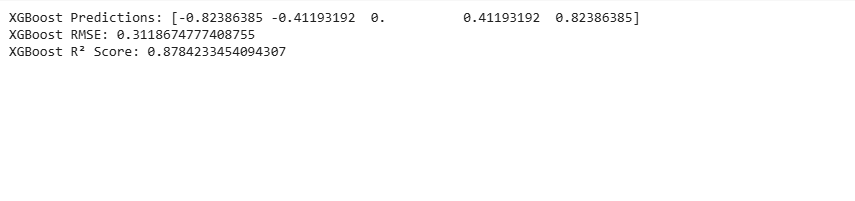 XGBoost Predictions: [-0.82386385 -0.41193192  0.          0.41193192  0.82386385]
XGBoost RMSE: 0.3118674777408755
XGBoost R² Score: 0.8784233454094307